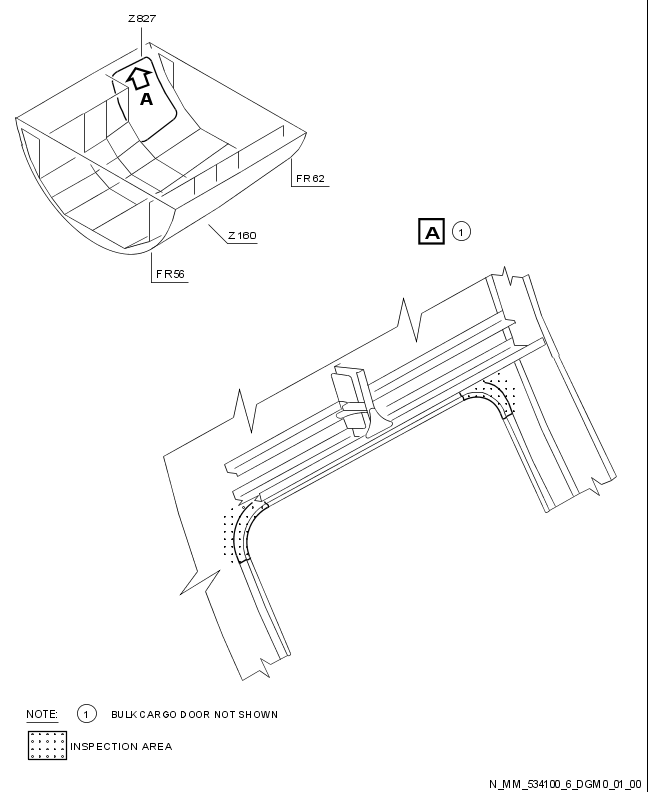 Z827
A
FR62
Z160
FR56
A 1
NOTE: 1 BULK CARGO DOOR NOT SHOWN
INSPECTION AREA
N_MM_534100_6_DGM0_01_00